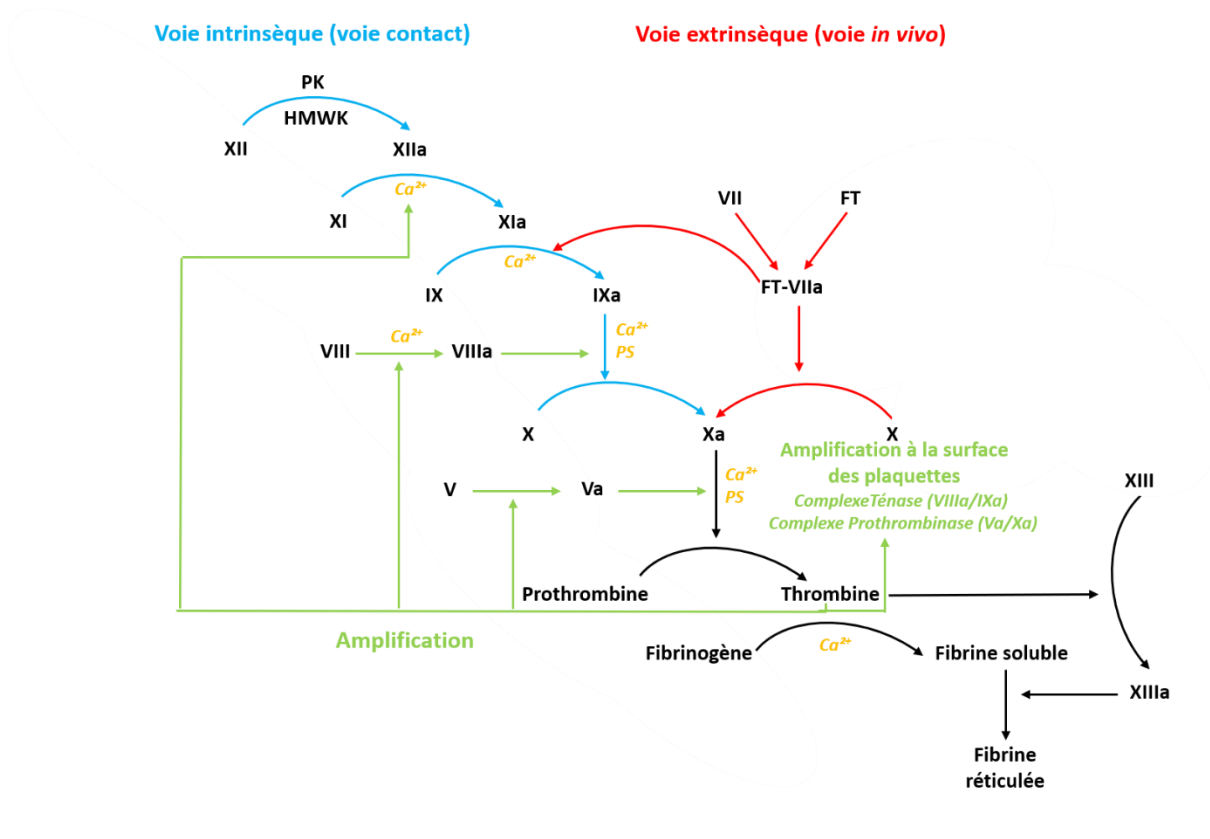 Voie intrinsèque (voie contact)
Voie extrinsèque (voie in vivo)
PK
HMWK
XII
XIIa
Ca²⁺
XI
XIa
VII
FT
Ca²⁺
IX
IXa
FT-VIIa
Ca²⁺
VIII
VIIIa
Ca²⁺
PS
X
Xa
X
Amplification à la surface
des plaquettes
ComplexeTénase (VIIIa/IXa)
Complexe Prothrombinase (Va/Xa)
XIII
V
Va
Ca²⁺
PS
Prothrombine
Thrombine
Amplification
Fibrinogène
Ca²⁺
Fibrine soluble
XIIIa
Fibrine
réticulée